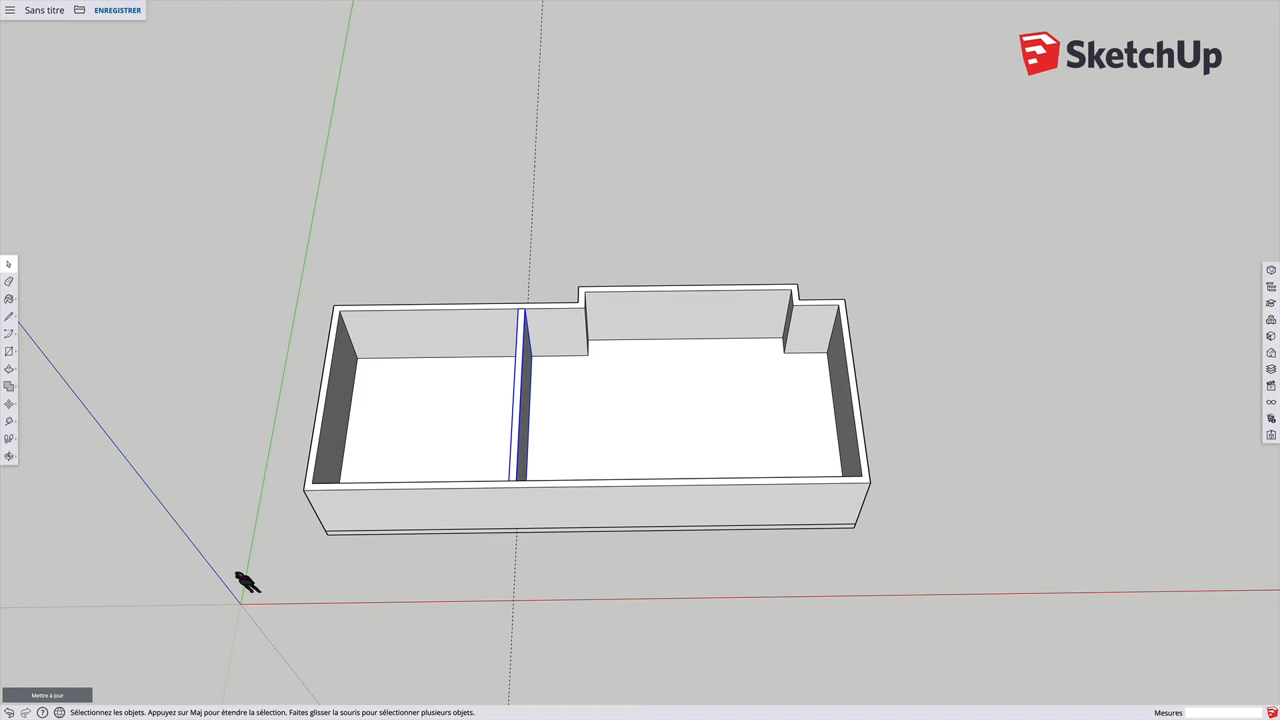 Sans titre ENREGISTRER
SketchUp
Mettre à jour
Sélectionnez les objets. Appuyez sur Maj pour étendre la sélection. Faites glisser la souris pour sélectionner plusieurs objets.
Mesures